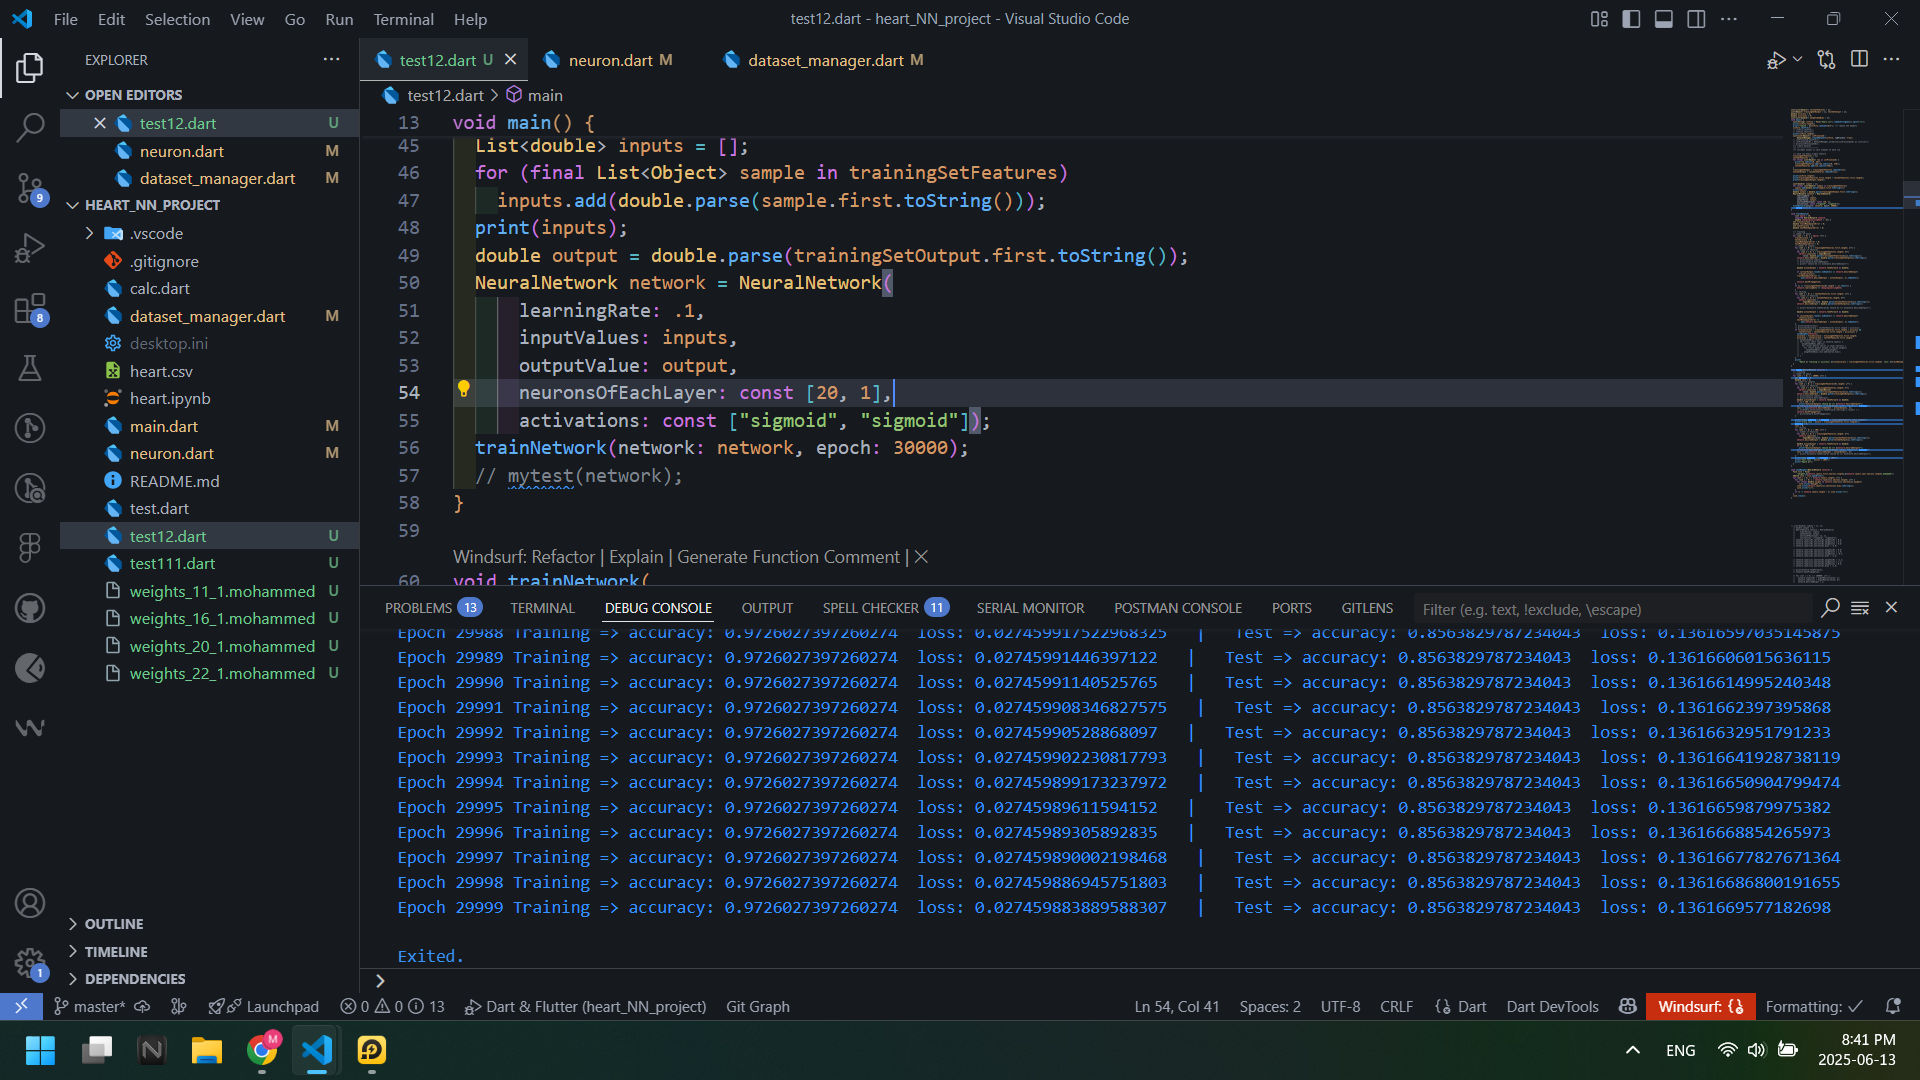 File Edit Selection View Go Run Terminal Help
test12.dart - heart_NN_project - Visual Studio Code
EXPLORER
OPEN EDITORS
test12.dart U
neuron.dart M
dataset_manager.dart M
HEART_NN_PROJECT
.vscode
.gitignore
calc.dart
dataset_manager.dart M
desktop.ini
heart.csv
heart.ipynb
main.dart M
neuron.dart M
README.md
test.dart
test12.dart U
test111.dart U
weights_11_1.mohammed U
weights_16_1.mohammed U
weights_20_1.mohammed U
weights_22_1.mohammed U
OUTLINE
TIMELINE
DEPENDENCIES
9
8
1
test12.dart U
neuron.dart M
dataset_manager.dart M
test12.dart > main
13 void main() {
45 List<double> inputs = [];
46 for (final List<Object> sample in trainingSetFeatures)
47 inputs.add(double.parse(sample.first.toString()));
48 print(inputs);
49 double output = double.parse(trainingSetOutput.first.toString());
50 NeuralNetwork network = NeuralNetwork(
51 learningRate: .1,
52 inputValues: inputs,
53 outputValue: output,
54 neuronsOfEachLayer: const [20, 1],
55 activations: const ["sigmoid", "sigmoid"]);
56 trainNetwork(network: network, epoch: 30000);
57 // mytest(network);
58 }
59
Windsurf: Refactor | Explain | Generate Function Comment | X
60 void trainNetwork(
PROBLEMS 13 TERMINAL DEBUG CONSOLE OUTPUT SPELL CHECKER 11 SERIAL MONITOR POSTMAN CONSOLE PORTS GITLENS Filter (e.g. text, !exclude, \escape)
Epoch 29988 Training => accuracy: 0.9726027397260274 loss: 0.027459917522968325 | Test => accuracy: 0.8563829787234043 loss: 0.13616597035145875
Epoch 29989 Training => accuracy: 0.9726027397260274 loss: 0.02745991446397122 | Test => accuracy: 0.8563829787234043 loss: 0.13616606015636115
Epoch 29990 Training => accuracy: 0.9726027397260274 loss: 0.02745991140525765 | Test => accuracy: 0.8563829787234043 loss: 0.13616614995240348
Epoch 29991 Training => accuracy: 0.9726027397260274 loss: 0.027459908346827575 | Test => accuracy: 0.8563829787234043 loss: 0.1361662397395868
Epoch 29992 Training => accuracy: 0.9726027397260274 loss: 0.02745990528868097 | Test => accuracy: 0.8563829787234043 loss: 0.13616632951791233
Epoch 29993 Training => accuracy: 0.9726027397260274 loss: 0.027459902230817793 | Test => accuracy: 0.8563829787234043 loss: 0.13616641928738119
Epoch 29994 Training => accuracy: 0.9726027397260274 loss: 0.027459899173237972 | Test => accuracy: 0.8563829787234043 loss: 0.13616650904799474
Epoch 29995 Training => accuracy: 0.9726027397260274 loss: 0.02745989611594152 | Test => accuracy: 0.8563829787234043 loss: 0.13616659879975382
Epoch 29996 Training => accuracy: 0.9726027397260274 loss: 0.02745989305892835 | Test => accuracy: 0.8563829787234043 loss: 0.13616668854265973
Epoch 29997 Training => accuracy: 0.9726027397260274 loss: 0.027459890002198468 | Test => accuracy: 0.8563829787234043 loss: 0.13616677827671364
Epoch 29998 Training => accuracy: 0.9726027397260274 loss: 0.027459886945751803 | Test => accuracy: 0.8563829787234043 loss: 0.13616686800191655
Epoch 29999 Training => accuracy: 0.9726027397260274 loss: 0.027459883889588307 | Test => accuracy: 0.8563829787234043 loss: 0.1361669577182698
Exited.
master* Launchpad 0 0 13 Dart & Flutter (heart_NN_project) Git Graph Ln 54, Col 41 Spaces: 2 UTF-8 CRLF Dart Dart DevTools Windsurf: {} Formatting:
M
ENG
8:41 PM
2025-06-13